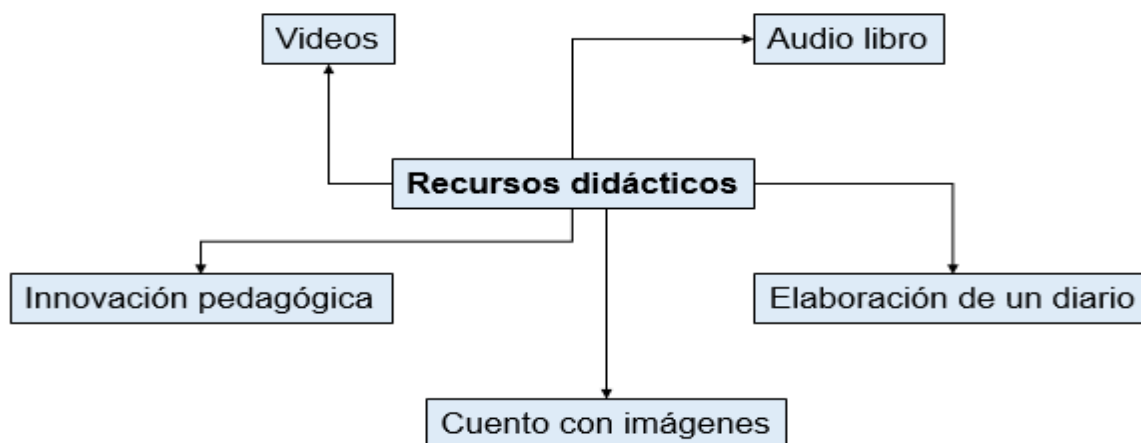 Videos
Audio libro
Recursos didácticos
Innovación pedagógica
Elaboración de un diario
Cuento con imágenes